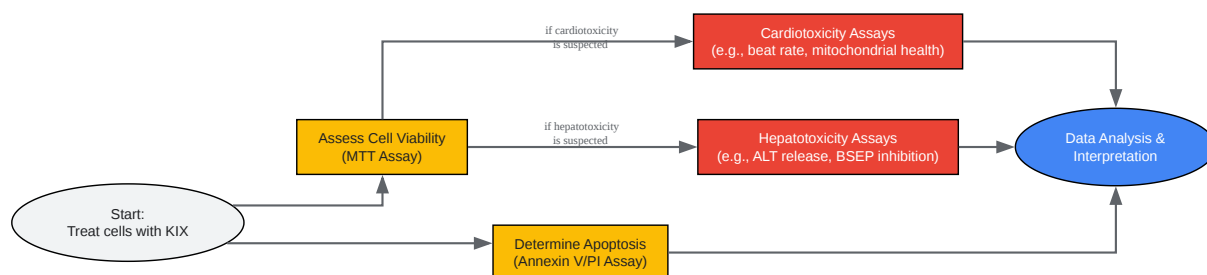 if cardiotoxicity
is suspected
Cardiotoxicity Assays
(e.g., beat rate, mitochondrial health)
Assess Cell Viability
(MTT Assay)
if hepatotoxicity
is suspected
Hepatotoxicity Assays
(e.g., ALT release, BSEP inhibition)
Data Analysis &
Interpretation
Start:
Treat cells with KIX
Determine Apoptosis
(Annexin V/PI Assay)